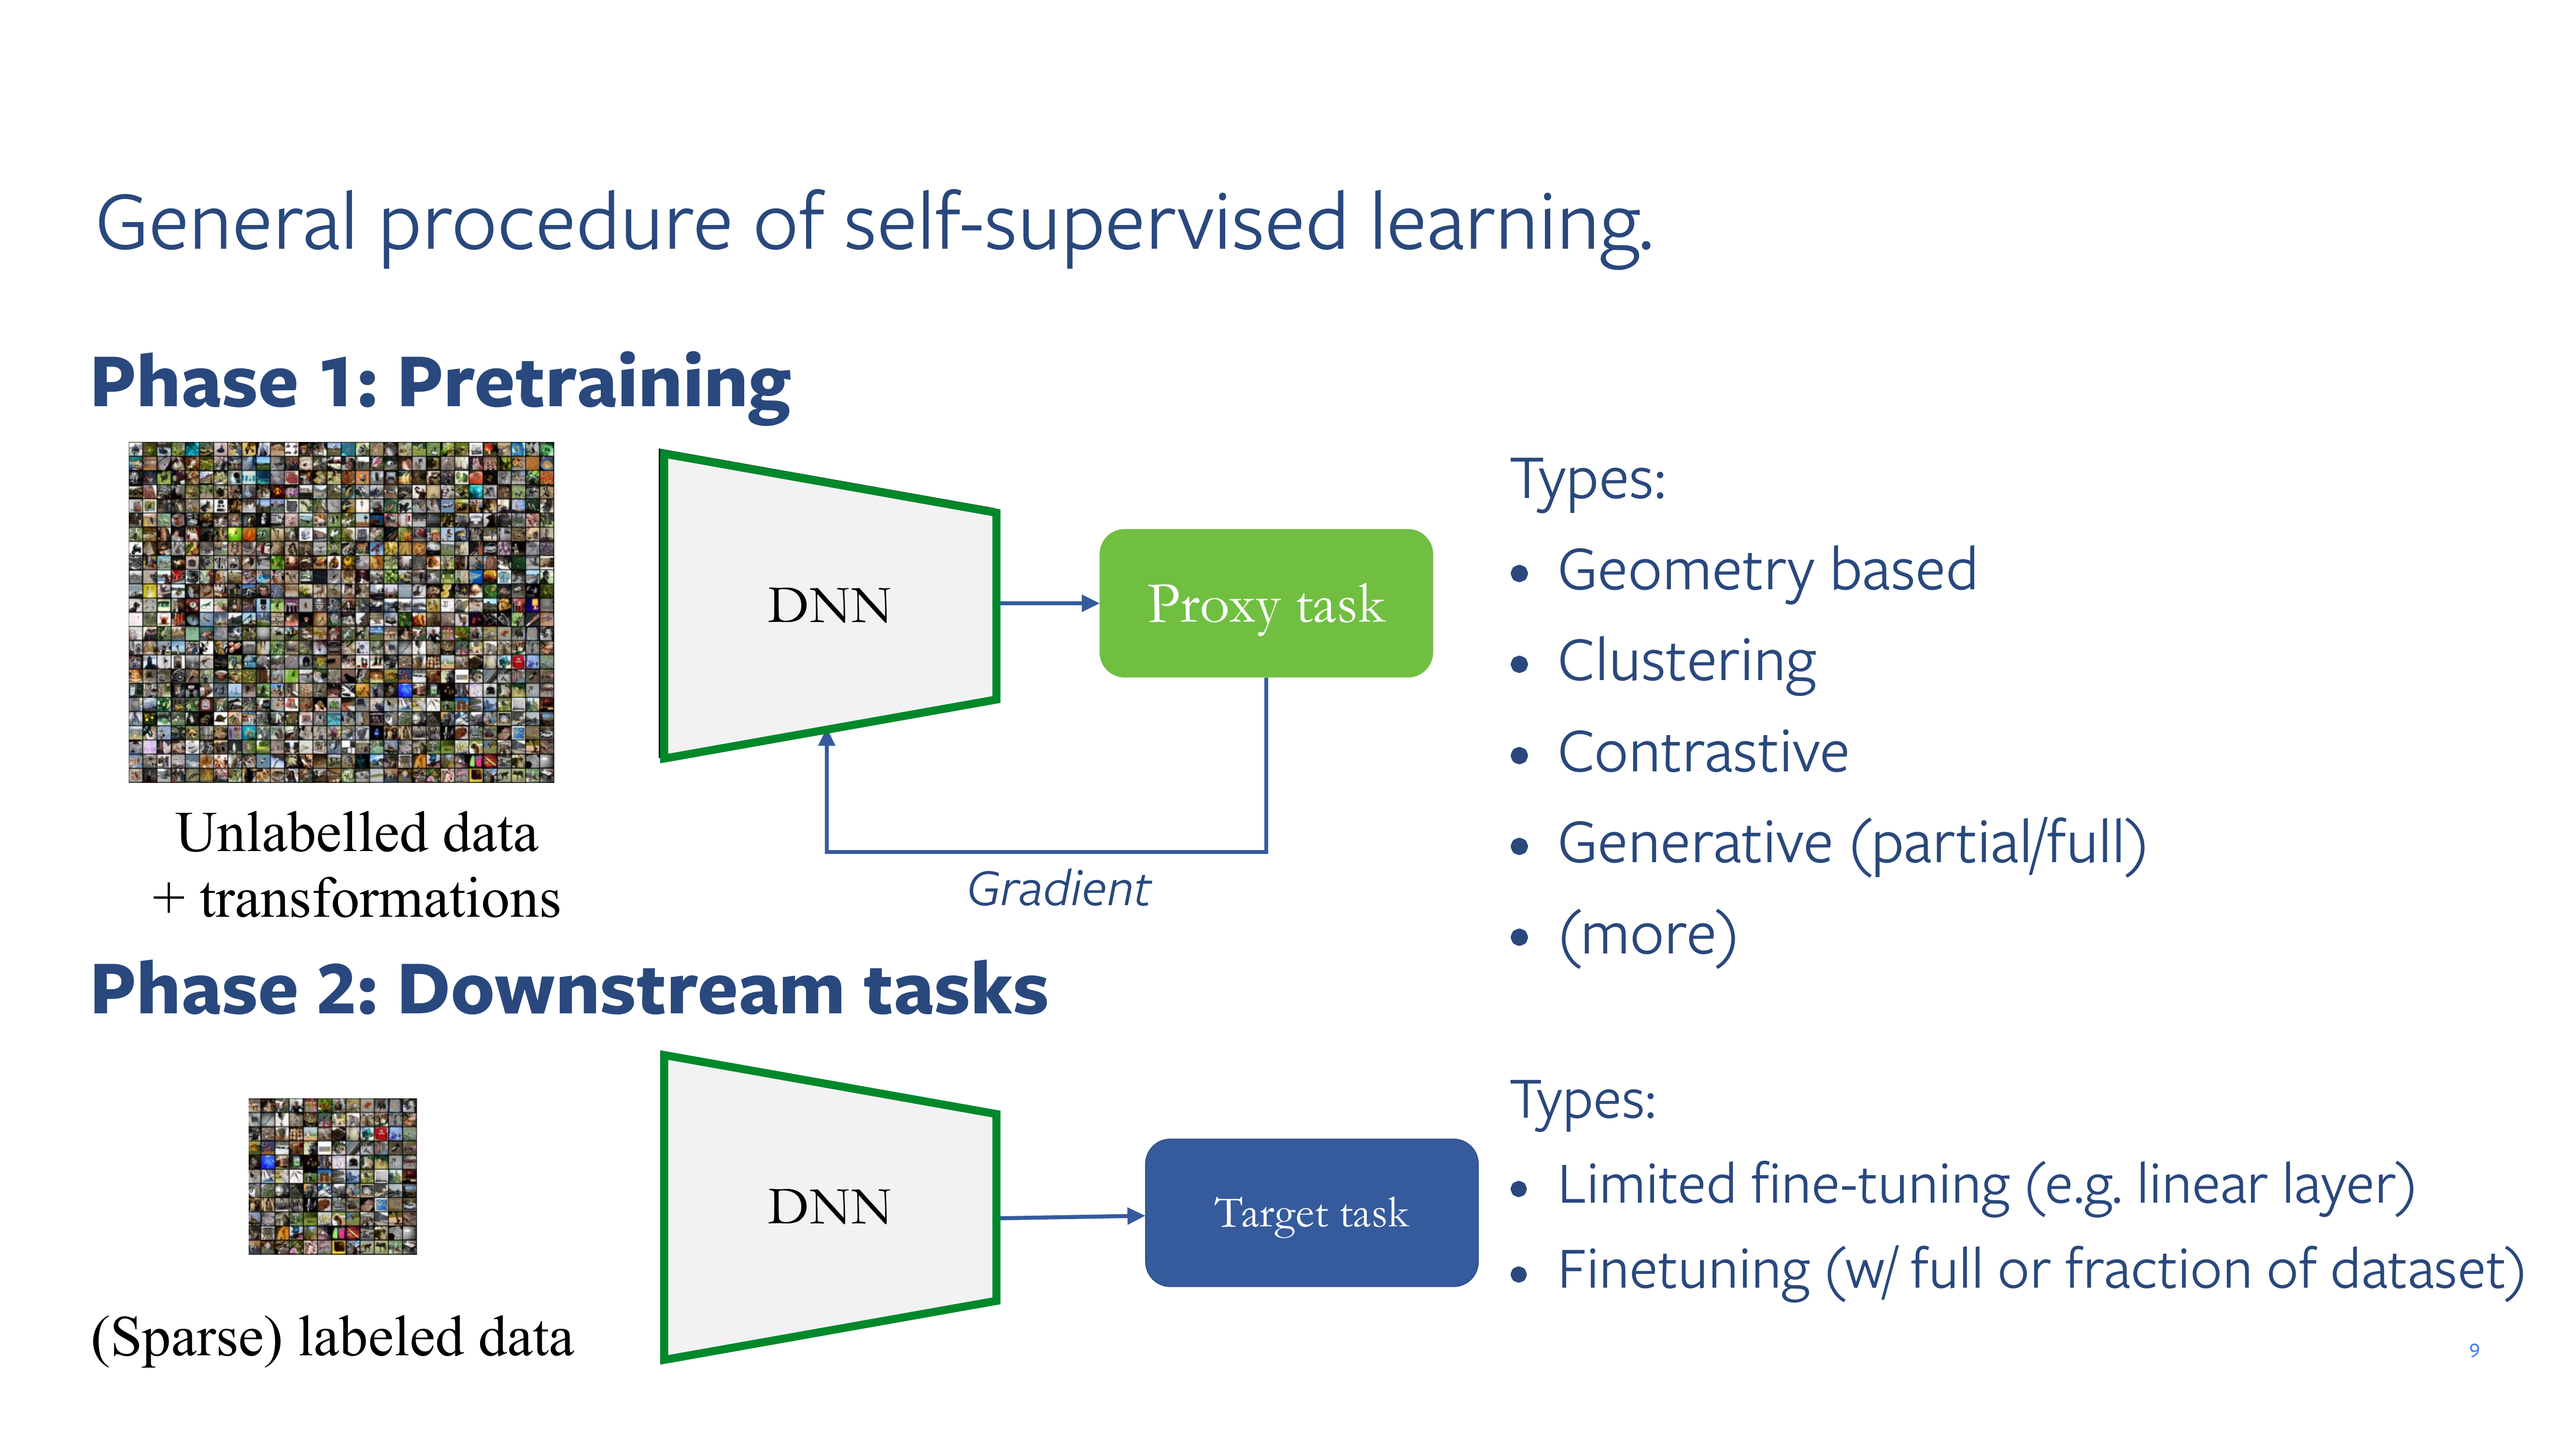 General procedure of self-supervised learning.
Phase 1: Pretraining
DNN
Proxy task
Gradient
Unlabelled data
+ transformations
Types:
• Geometry based
• Clustering
• Contrastive
• Generative (partial/full)
• (more)
Phase 2: Downstream tasks
DNN
Target task
(Sparse) labeled data
Types:
• Limited fine-tuning (e.g. linear layer)
• Finetuning (w/ full or fraction of dataset)
9